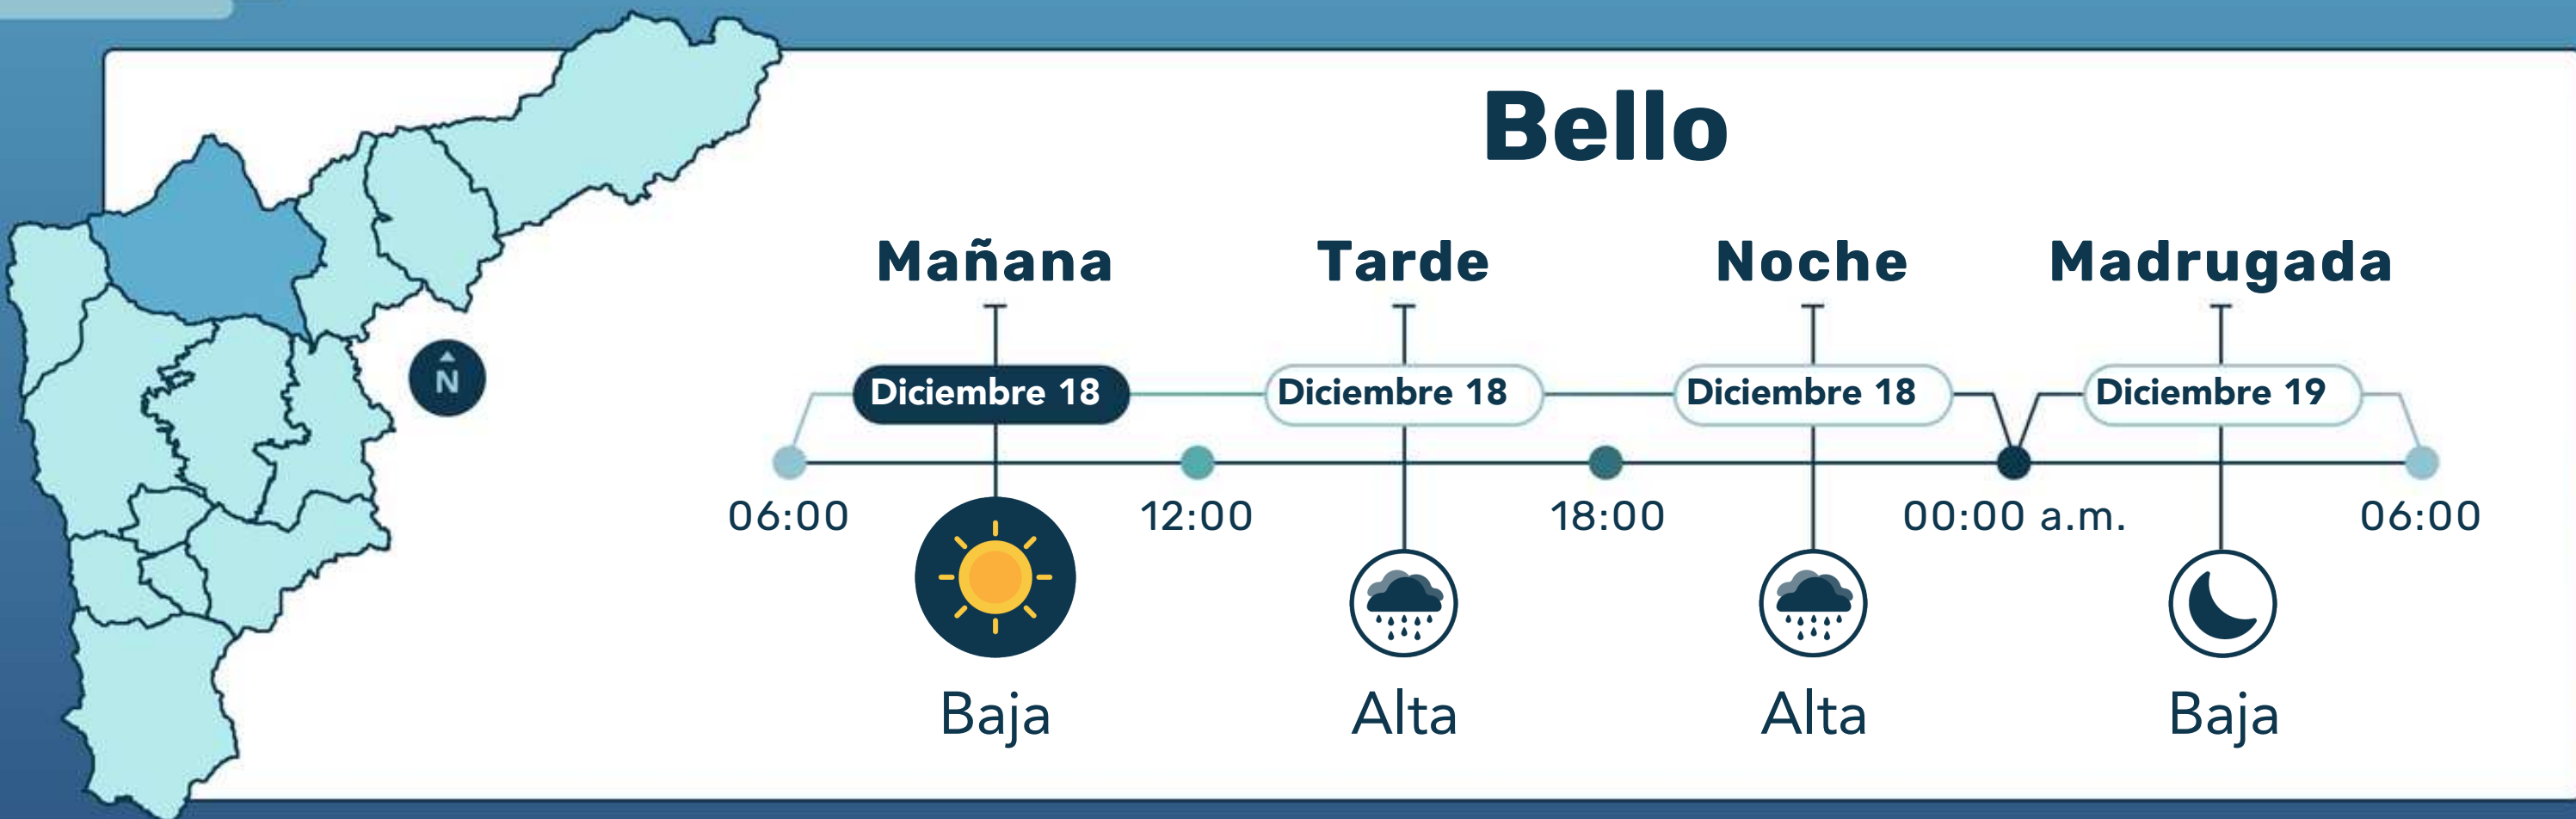 Bello
Mañana Tarde Noche Madrugada
N
Diciembre 18 Diciembre 18 Diciembre 18 Diciembre 19
06:00 12:00 18:00 00:00 a.m. 06:00
Baja Alta Alta Baja